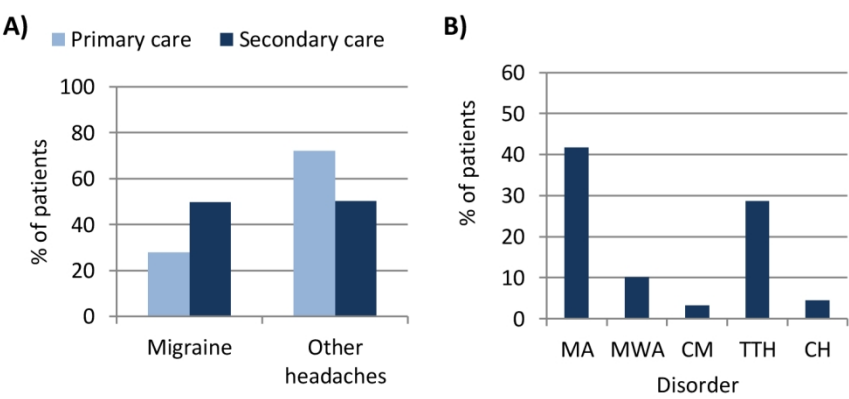 A)
Primary care
Secondary care
100
80
60
40
20
0
% of patients
Migraine
Other
headaches
B)
60
50
40
30
20
10
0
% of patients
MA
MWA
CM
TTH
CH
Disorder